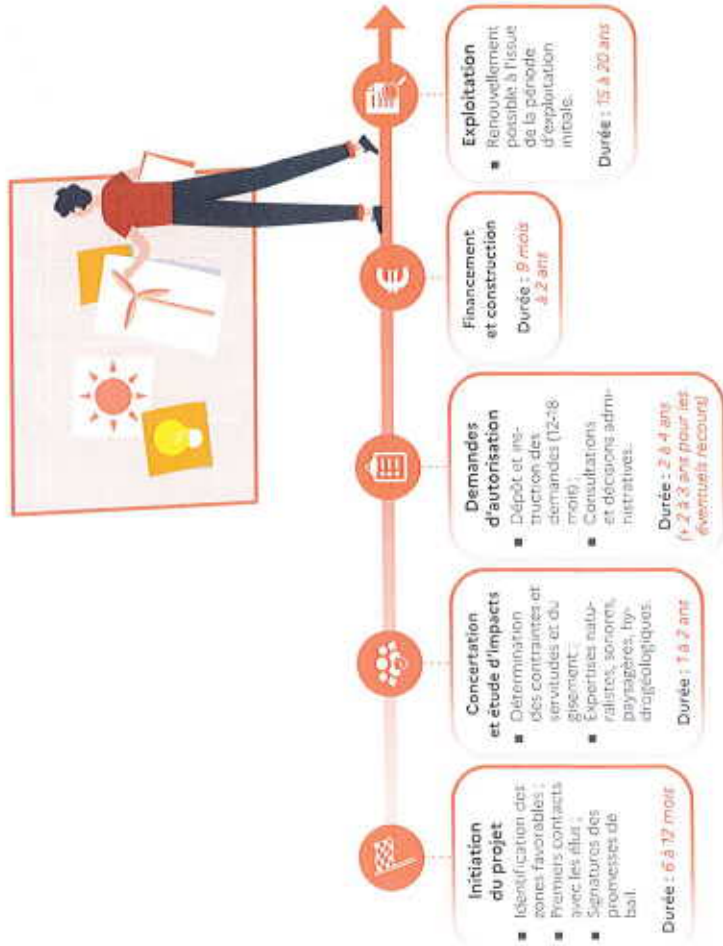 Initiation
du projet
■ Identification des
zones favorables ;
■ Premiers contacts
avec les élus ;
■ Signatures des
promesses de
bail.
Durée : 6 à 12 mois
Concertation
et étude d'impacts
■ Détermination
des contraintes et
servitudes et du
gisement ;
■ Expertises natu-
ralistes, sonores,
paysagères, hy-
drogéologiques.
Durée : 1 à 2 ans
Demandes
d'autorisation
■ Dépôt et ins-
truction des
demandes (12-18
mois) ;
■ Consultations
et décisions admi-
nistratives.
Durée : 2 à 4 ans
(+ 2 à 3 ans pour les
éventuels recours)
€
Financement
et construction
Durée : 9 mois
à 2 ans
Exploitation
■ Renouvellement
possible à l'issue
de la période
d'exploitation
initiale.
Durée : 15 à 20 ans